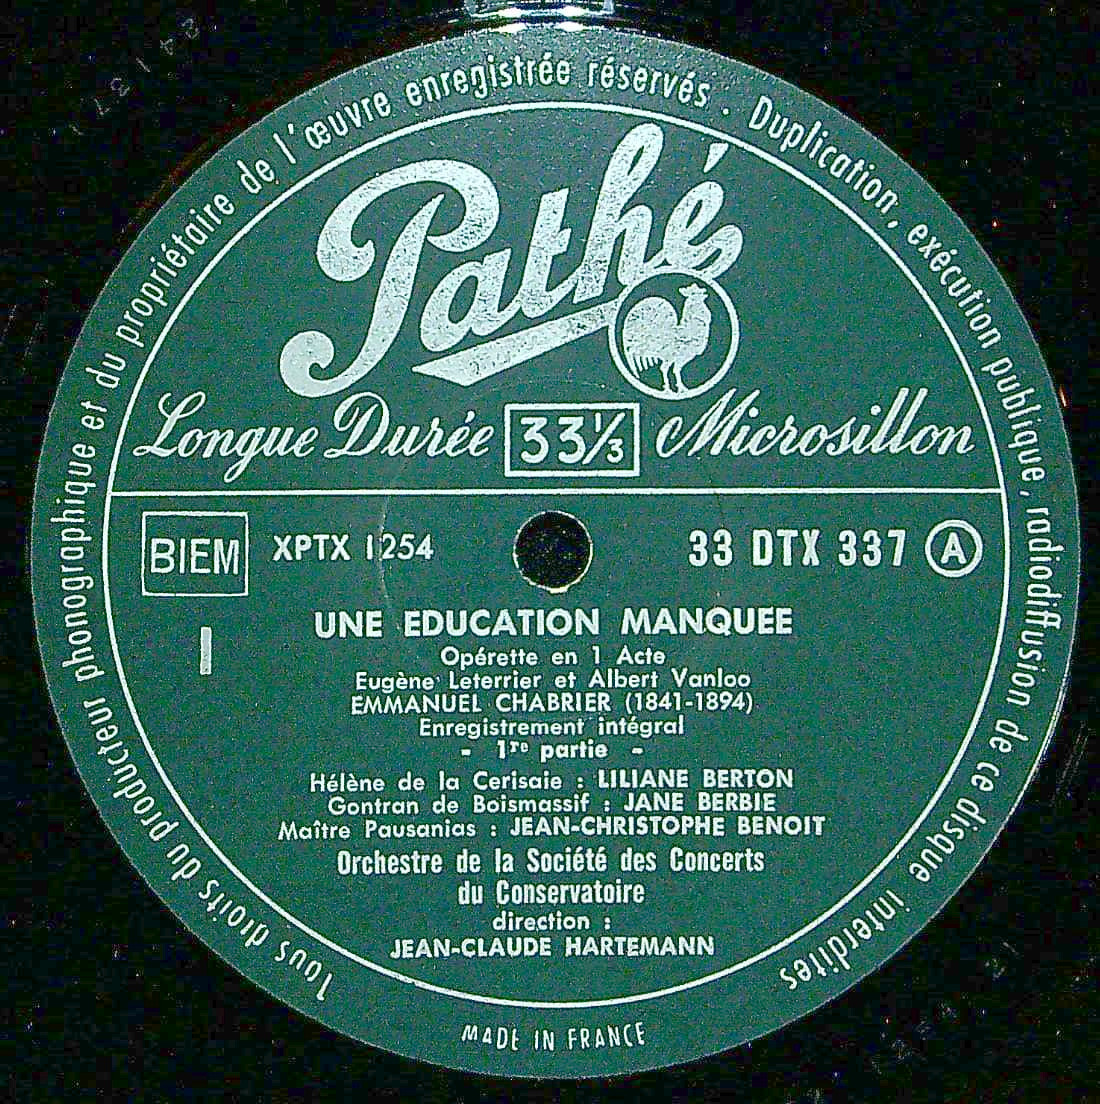 Tous droits du producteur phonographique et du propriétaire de l'œuvre enregistrée réservés. Duplication, exécution publique, radiodiffusion de ce disque interdites
Pathé
Longue Durée 33⅓ Microsillon
BIEM XPTX 1254 33 DTX 337 A
1
UNE EDUCATION MANQUEE
Opérette en 1 Acte
Eugène Leterrier et Albert Vanloo
EMMANUEL CHABRIER (1841-1894)
Enregistrement intégral
- 1re partie -
Hélène de la Cerisaie : LILIANE BERTON
Gontran de Boismassif : JANE BERBIE
Maître Pausanias : JEAN-CHRISTOPHE BENOIT
Orchestre de la Société des Concerts
du Conservatoire
direction :
JEAN-CLAUDE HARTEMANN
MADE IN FRANCE